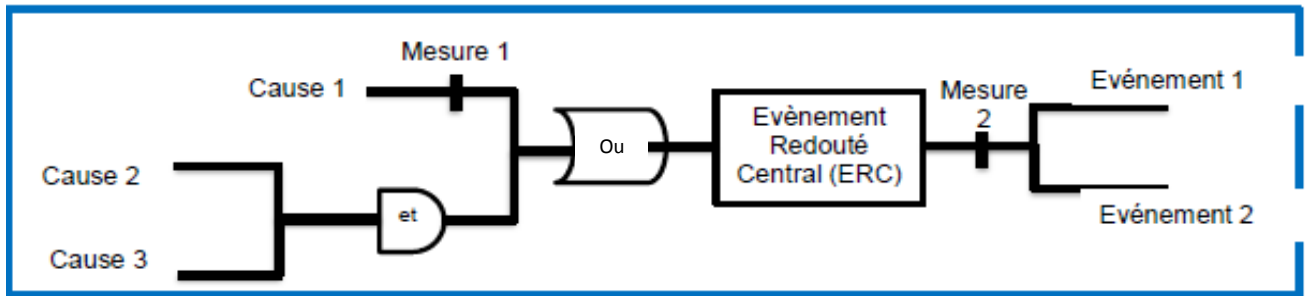 Mesure 1
Cause 1
Cause 2
Cause 3
et
Ou
Evènement
Redouté
Central (ERC)
Mesure
2
Evénement 1
Evénement 2